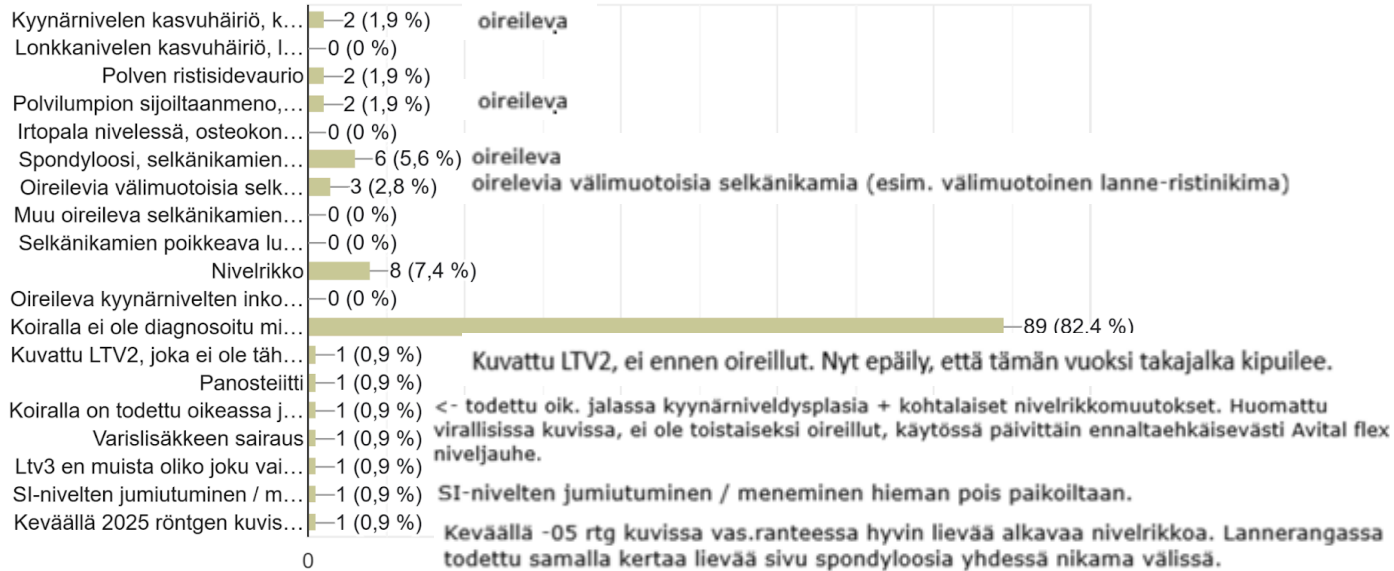 Kyynärnivelen kasvuhäiriö, k... 2 (1,9 %) oireileva
Lonkkanivelen kasvuhäiriö, l... 0 (0 %)
Polven ristisidevaurio 2 (1,9 %)
Polvilumpion sijoiltaanmeno,... 2 (1,9 %) oireileva
Irtopala nivelessä, osteokon... 0 (0 %)
Spondyloosi, selkänikamien... 6 (5,6 %) oireileva
Oireilevia välimuotoisia selk... 3 (2,8 %) oirelevia välimuotoisia selkänikamia (esim. välimuotoinen lanne-ristinikima)
Muu oireileva selkänikamien... 0 (0 %)
Selkänikamien poikkeava lu... 0 (0 %)
Nivelrikko 8 (7,4 %)
Oireileva kyynärnivelten inko... 0 (0 %)
Koiralla ei ole diagnosoitu mi... 89 (82,4 %)
Kuvattu LTV2, joka ei ole täh... 1 (0,9 %) Kuvattu LTV2, ei ennen oireillut. Nyt epäily, että tämän vuoksi takajalka kipuilee.
Panosteiitti 1 (0,9 %)
Koiralla on todettu oikeassa j... 1 (0,9 %) <- todettu oik. jalassa kyynärniveldysplasia + kohtalaiset nivelrikkomuutokset. Huomattu
Varislisäkkeen sairaus 1 (0,9 %) virallisissa kuvissa, ei ole toistaiseksi oireillut, käytössä päivittäin ennaltaehkäisevästi Avital flex
niveljauhe.
Ltv3 en muista oliko joku vai... 1 (0,9 %)
SI-nivelten jumiutuminen / m... 1 (0,9 %) SI-nivelten jumiutuminen / meneminen hieman pois paikoiltaan.
Keväällä 2025 röntgen kuvis... 1 (0,9 %) Keväällä -05 rtg kuvissa vas.ranteessa hyvin lievää alkavaa nivelrikkoa. Lannerangassa
todettu samalla kertaa lievää sivu spondyloosia yhdessä nikama välissä.
0